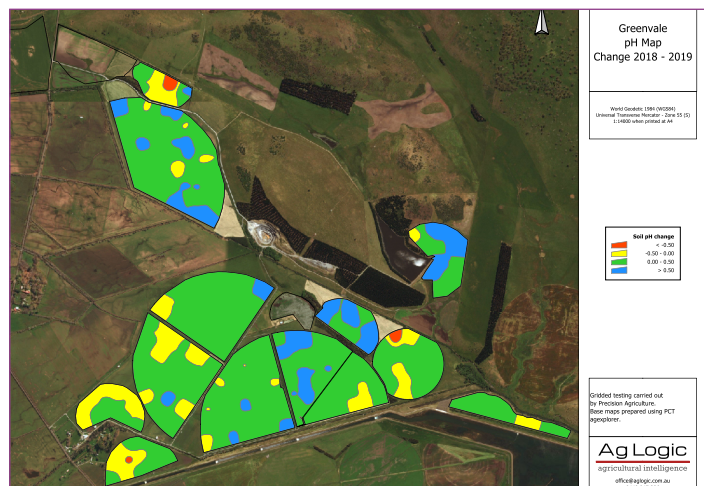 Greenvale
pH Map
Change 2018 - 2019
World Geodetic 1984 (WGS84)
Universal Transverse Mercator - Zone 55 (S)
1:14000 when printed at A4
Soil pH change
< -0.50
-0.50 - 0.00
0.00 - 0.50
> 0.50
Gridded testing carried out
by Precision Agriculture.
Base maps prepared using PCT
agexplorer.
Ag Logic
agricultural intelligence
office@aglogic.com.au